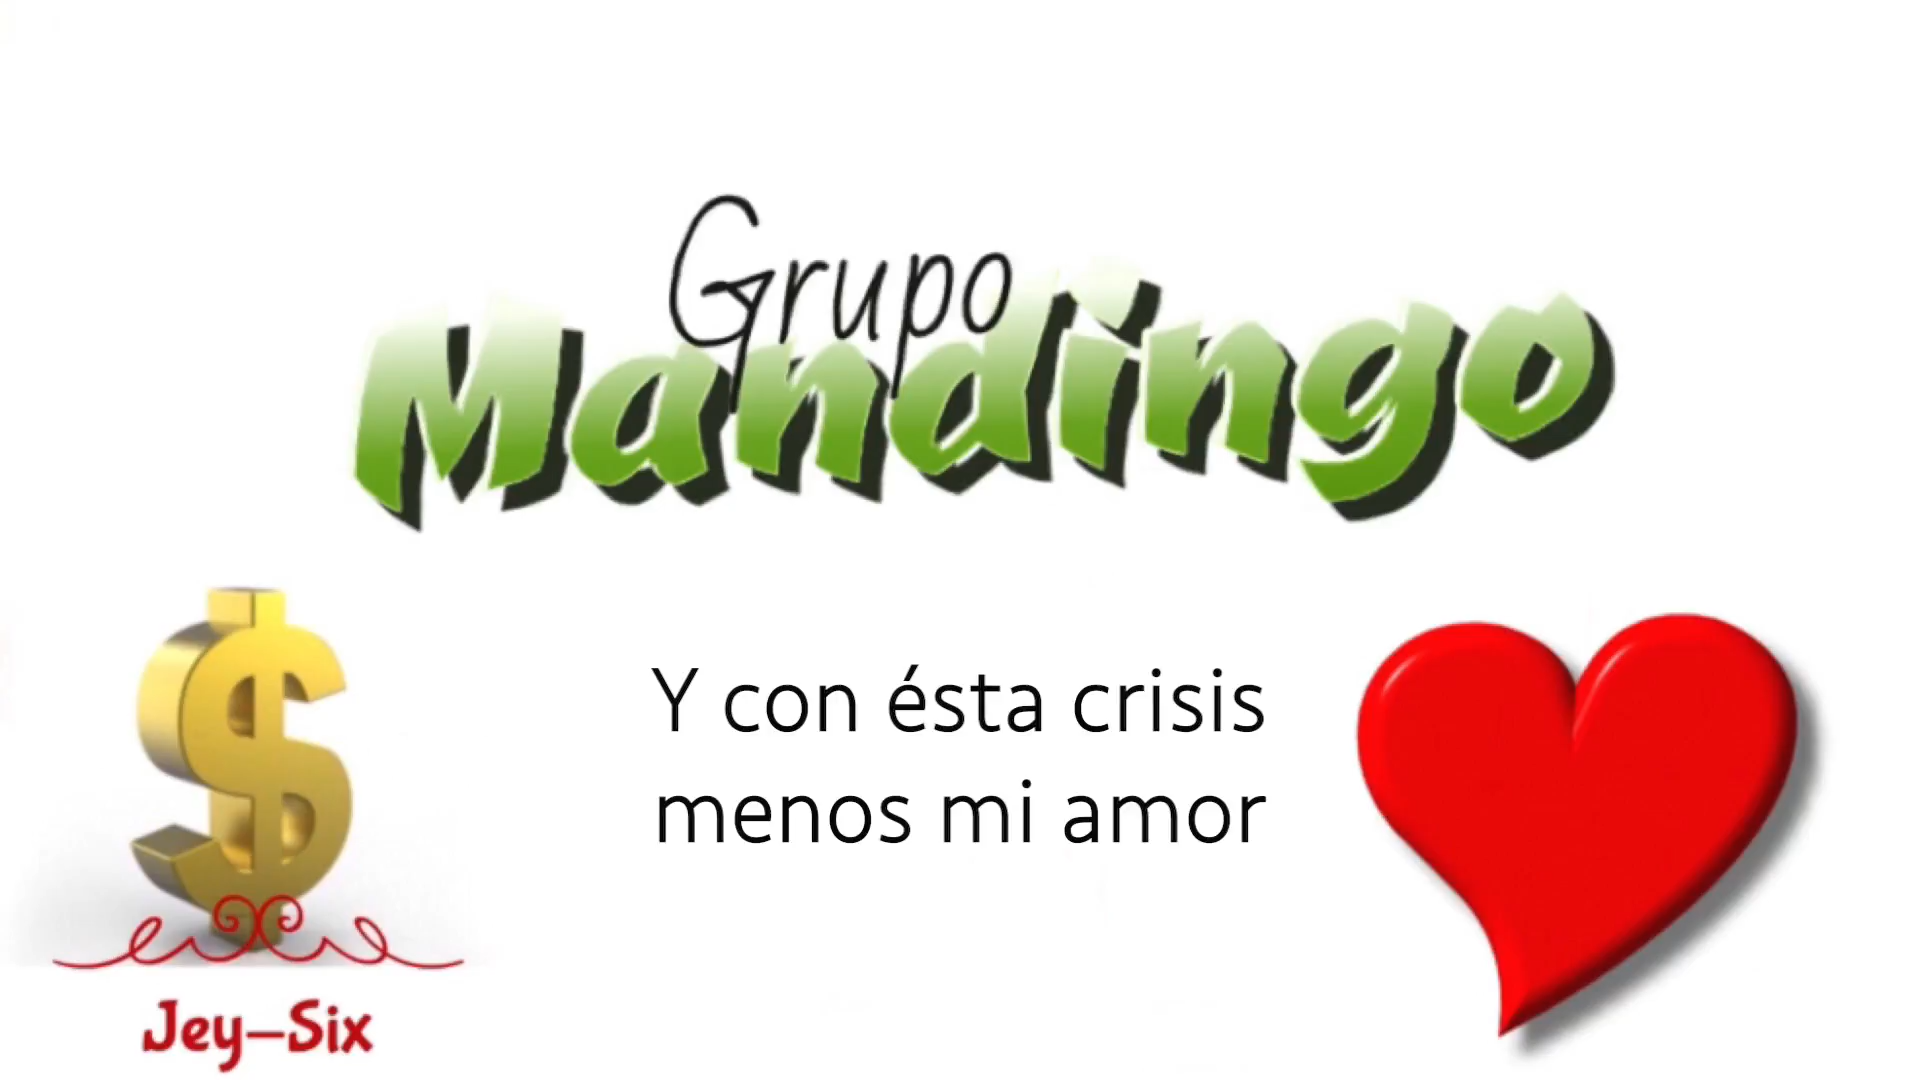 Grupo
Mandingo
Y con ésta crisis
menos mi amor
Jey-Six